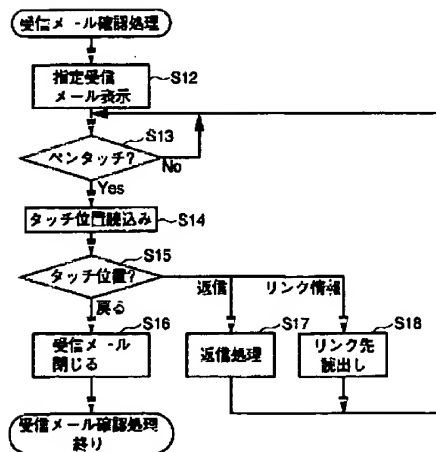 受信メール確認処理
S12
指定受信
メール表示
S13
ペンタッチ?
No
Yes
タッチ位置読込み
S14
S15
タッチ位置?
返信
リンク情報
戻る
S16
受信メール
閉じる
S17
返信処理
S18
リンク先
読出し
受信メール確認処理
終り